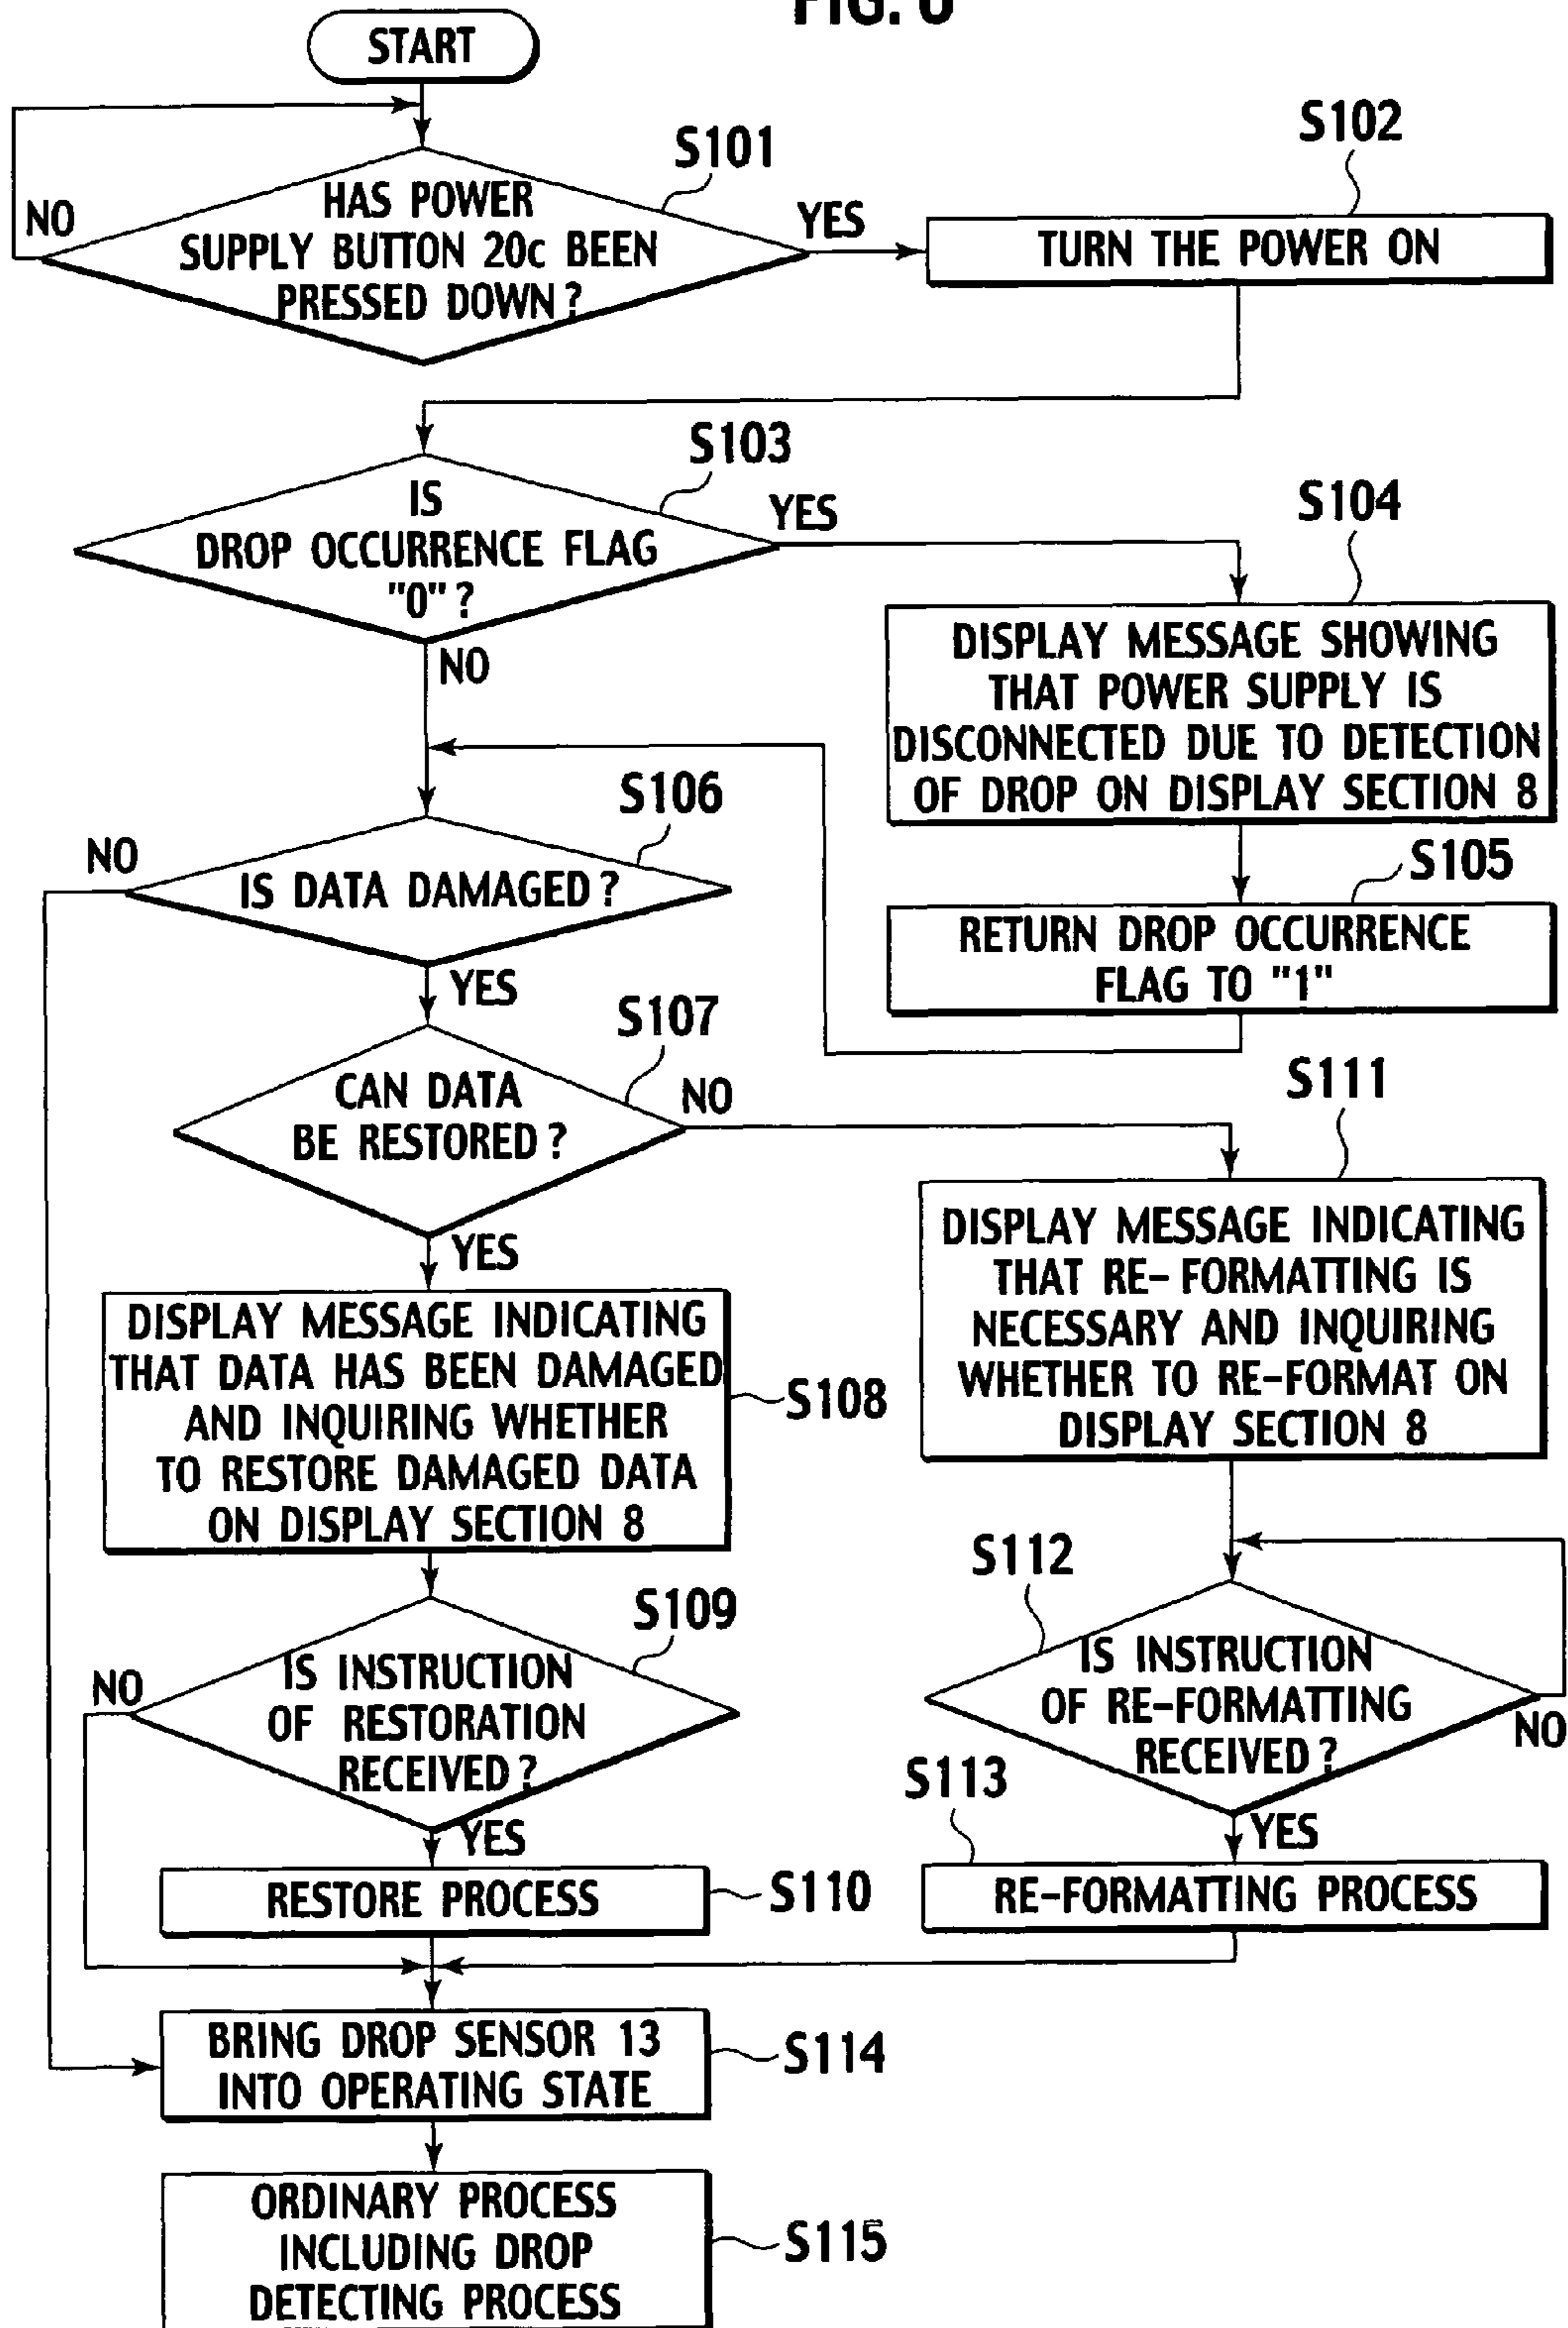 START
S101
HAS POWER
SUPPLY BUTTON 20c BEEN
PRESSED DOWN?
NO
YES
S102
TURN THE POWER ON
S103
IS
DROP OCCURRENCE FLAG
"0"?
YES
NO
S104
DISPLAY MESSAGE SHOWING
THAT POWER SUPPLY IS
DISCONNECTED DUE TO DETECTION
OF DROP ON DISPLAY SECTION 8
S105
RETURN DROP OCCURRENCE
FLAG TO "1"
S106
NO
IS DATA DAMAGED?
YES
S107
CAN DATA
BE RESTORED?
NO
YES
S111
DISPLAY MESSAGE INDICATING
THAT RE-FORMATTING IS
NECESSARY AND INQUIRING
WHETHER TO RE-FORMAT ON
DISPLAY SECTION 8
DISPLAY MESSAGE INDICATING
THAT DATA HAS BEEN DAMAGED
AND INQUIRING WHETHER
TO RESTORE DAMAGED DATA
ON DISPLAY SECTION 8
S108
S109
NO
IS INSTRUCTION
OF RESTORATION
RECEIVED?
YES
S112
IS INSTRUCTION
OF RE-FORMATTING
RECEIVED?
NO
YES
S113
RESTORE PROCESS
S110
RE-FORMATTING PROCESS
BRING DROP SENSOR 13
INTO OPERATING STATE
S114
ORDINARY PROCESS
INCLUDING DROP
DETECTING PROCESS
S115